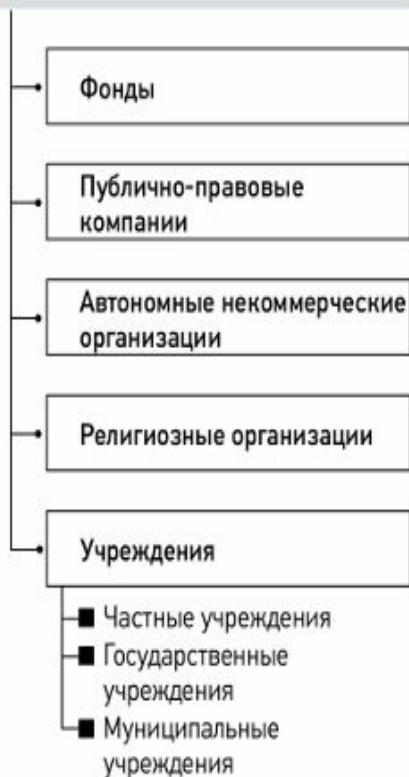 Фонды
Публично-правовые
компании
Автономные некоммерческие
организации
Религиозные организации
Учреждения
Частные учреждения
Государственные
учреждения
Муниципальные
учреждения